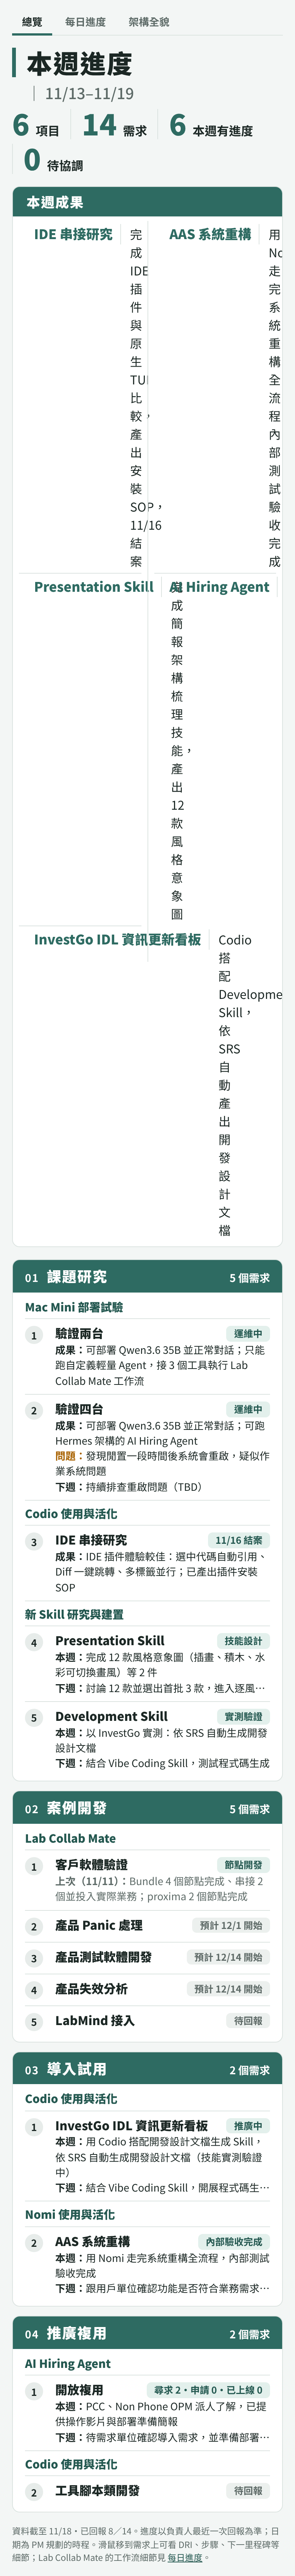 總覽 每日進度 架構全貌
本週進度
｜ 11/13–11/19
6 項目 14 需求 6 本週有進度
0 待協調
本週成果
IDE 串接研究
完
成
IDE
插
件
與
原
生
TUI
比
較，
產
出
安
裝
SOP，
11/16
結
案
AAS 系統重構
用
走
完
系
統
重
構
全
流
程
內
部
測
試
驗
收
完
成
Presentation Skill
成
簡
報
架
構
梳
理
技
能，
產
出
12
款
風
格
意
象
圖
AI Hiring Agent
InvestGo IDL 資訊更新看板
Codio
搭
配
Developme
Skill，
依
SRS
自
動
產
出
開
發
設
計
文
檔
01 課題研究 5 個需求
Mac Mini 部署試驗
1 驗證兩台 運維中
成果：可部署 Qwen3.6 35B 並正常對話；只能
跑自定義輕量 Agent，接 3 個工具執行 Lab
Collab Mate 工作流
2 驗證四台 運維中
成果：可部署 Qwen3.6 35B 並正常對話；可跑
Hermes 架構的 AI Hiring Agent
問題：發現閒置一段時間後系統會重啟，疑似作
業系統問題
下週：持續排查重啟問題（TBD）
Codio 使用與活化
3 IDE 串接研究 11/16 結案
成果：IDE 插件體驗較佳：選中代碼自動引用、
Diff 一鍵跳轉、多標籤並行；已產出插件安裝
SOP
新 Skill 研究與建置
4 Presentation Skill 技能設計
本週：完成 12 款風格意象圖（插畫、積木、水
彩可切換畫風）等 2 件
下週：討論 12 款並選出首批 3 款，進入逐風…
5 Development Skill 實測驗證
本週：以 InvestGo 實測：依 SRS 自動生成開發
設計文檔
下週：結合 Vibe Coding Skill，測試程式碼生成
02 案例開發 5 個需求
Lab Collab Mate
1 客戶軟體驗證 節點開發
上次（11/11）：Bundle 4 個節點完成、串接 2
個並投入實際業務；proxima 2 個節點完成
2 產品 Panic 處理 預計 12/1 開始
3 產品測試軟體開發 預計 12/14 開始
4 產品失效分析 預計 12/14 開始
5 LabMind 接入 待回報
03 導入試用 2 個需求
Codio 使用與活化
1 InvestGo IDL 資訊更新看板 推廣中
本週：用 Codio 搭配開發設計文檔生成 Skill，
依 SRS 自動生成開發設計文檔（技能實測驗證
中）
下週：結合 Vibe Coding Skill，開展程式碼生…
Nomi 使用與活化
2 AAS 系統重構 內部驗收完成
本週：用 Nomi 走完系統重構全流程，內部測試
驗收完成
下週：跟用戶單位確認功能是否符合業務需求…
04 推廣複用 2 個需求
AI Hiring Agent
1 開放複用 尋求 2・申請 0・已上線 0
本週：PCC、Non Phone OPM 派人了解，已提
供操作影片與部署準備簡報
下週：待需求單位確認導入需求，並準備部署…
Codio 使用與活化
2 工具腳本類開發 待回報
資料截至 11/18・已回報 8／14。進度以負責人最近一次回報為準；日
期為 PM 規劃的時程。滑鼠移到需求上可看 DRI、步驟、下一里程碑等
細節；Lab Collab Mate 的工作流細節見 每日進度。